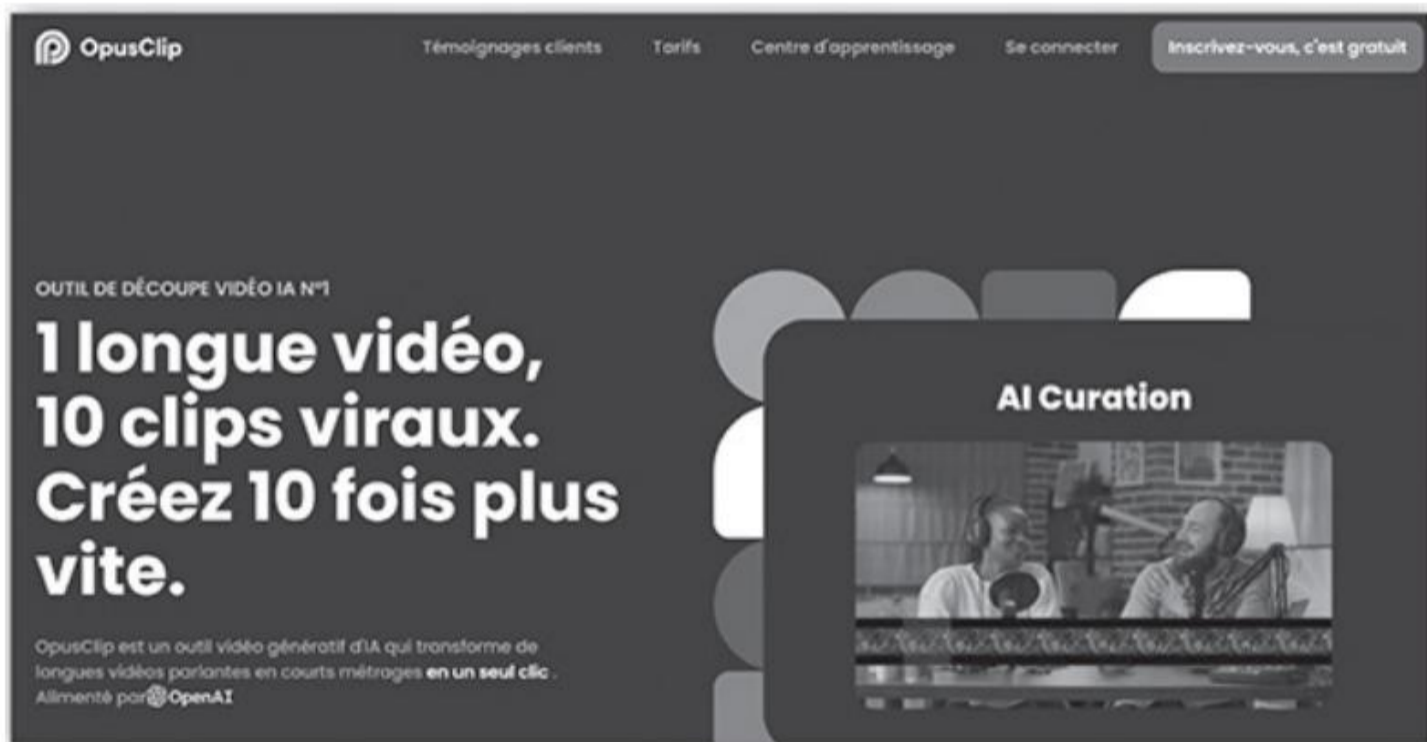 OpusClip
Témoignages clients
Tarifs
Centre d'apprentissage
Se connecter
Inscrivez-vous, c'est gratuit
OUTIL DE DÉCOUPE VIDÉO IA N°1
1 longue vidéo,
10 clips viraux.
Créez 10 fois plus
vite.
OpusClip est un outil vidéo génératif d'IA qui transforme de
longues vidéos parlantes en courts métrages en un seul clic .
Alimenté par OpenAI
AI Curation